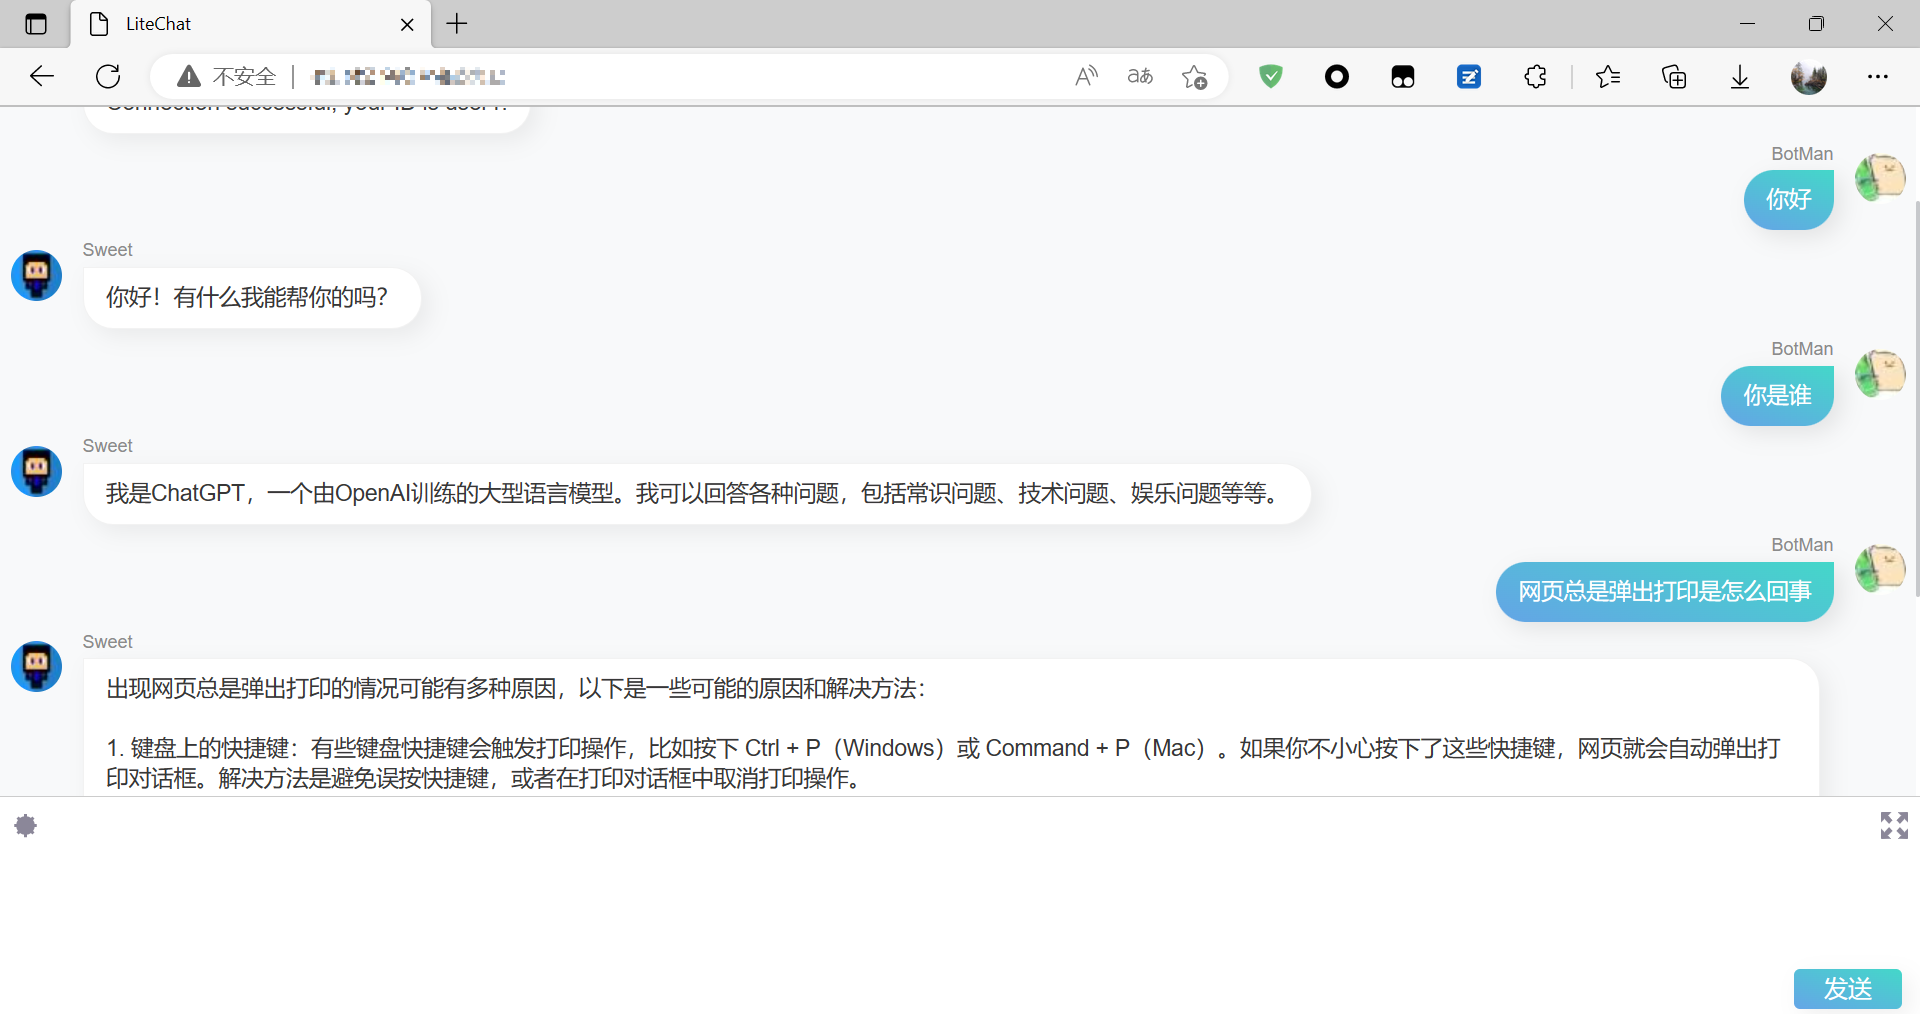 LiteChat
不安全
Connection successful, your ID is user1.
BotMan
你好
Sweet
你好！有什么我能帮你的吗？
BotMan
你是谁
Sweet
我是ChatGPT，一个由OpenAI训练的大型语言模型。我可以回答各种问题，包括常识问题、技术问题、娱乐问题等等。
BotMan
网页总是弹出打印是怎么回事
Sweet
出现网页总是弹出打印的情况可能有多种原因，以下是一些可能的原因和解决方法：
1. 键盘上的快捷键：有些键盘快捷键会触发打印操作，比如按下 Ctrl + P（Windows）或 Command + P（Mac）。如果你不小心按下了这些快捷键，网页就会自动弹出打
印对话框。解决方法是避免误按快捷键，或者在打印对话框中取消打印操作。
发送